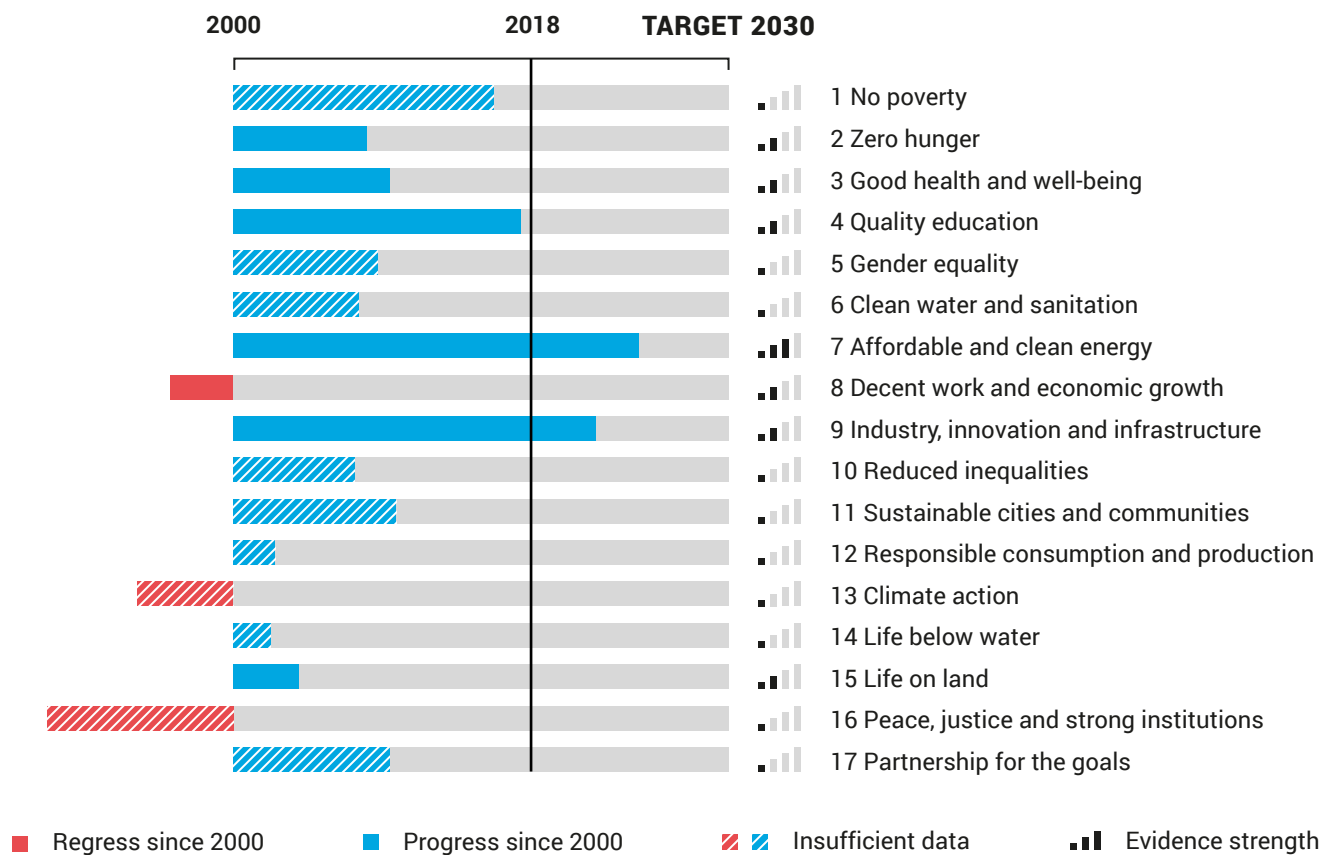 2000 2018 TARGET 2030
1 No poverty
2 Zero hunger
3 Good health and well-being
4 Quality education
5 Gender equality
6 Clean water and sanitation
7 Affordable and clean energy
8 Decent work and economic growth
9 Industry, innovation and infrastructure
10 Reduced inequalities
11 Sustainable cities and communities
12 Responsible consumption and production
13 Climate action
14 Life below water
15 Life on land
16 Peace, justice and strong institutions
17 Partnership for the goals
Regress since 2000 Progress since 2000 Insufficient data Evidence strength